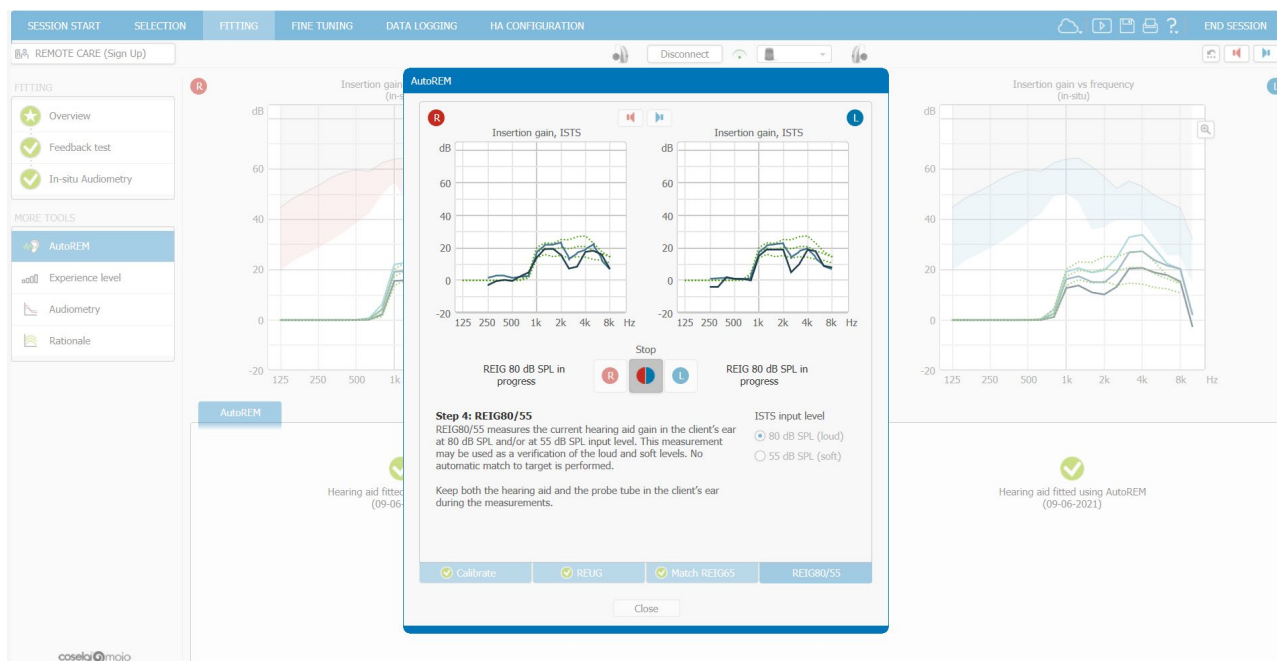 SESSION START SELECTION FITTING FINE TUNING DATA LOGGING HA CONFIGURATION END SESSION
REMOTE CARE (Sign Up) Disconnect
FITTING
Overview
Feedback test
In-situ Audiometry
MORE TOOLS
AutoREM
Experience level
Audiometry
Rationale
R
Insertion gain
(in-s
dB
60
40
20
0
-20
125 250 500 1k
AutoREM
R L
Insertion gain, ISTS
dB
60
40
20
0
-20
125 250 500 1k 2k 4k 8k Hz
Insertion gain, ISTS
dB
60
40
20
0
-20
125 250 500 1k 2k 4k 8k Hz
Stop
REIG 80 dB SPL in
progress
R L
REIG 80 dB SPL in
progress
Step 4: REIG80/55
REIG80/55 measures the current hearing aid gain in the client's ear
at 80 dB SPL and/or at 55 dB SPL input level. This measurement
may be used as a verification of the loud and soft levels. No
automatic match to target is performed.
Keep both the hearing aid and the probe tube in the client's ear
during the measurements.
ISTS input level
80 dB SPL (loud)
55 dB SPL (soft)
Calibrate REUG Match REIG65 REIG80/55
Close
Insertion gain vs frequency
(in-situ)
L
dB
60
40
20
0
-20
125 250 500 1k 2k 4k 8k Hz
AutoREM
Hearing aid fitted
(09-06-
Hearing aid fitted using AutoREM
(09-06-2021)
coselgi mojo